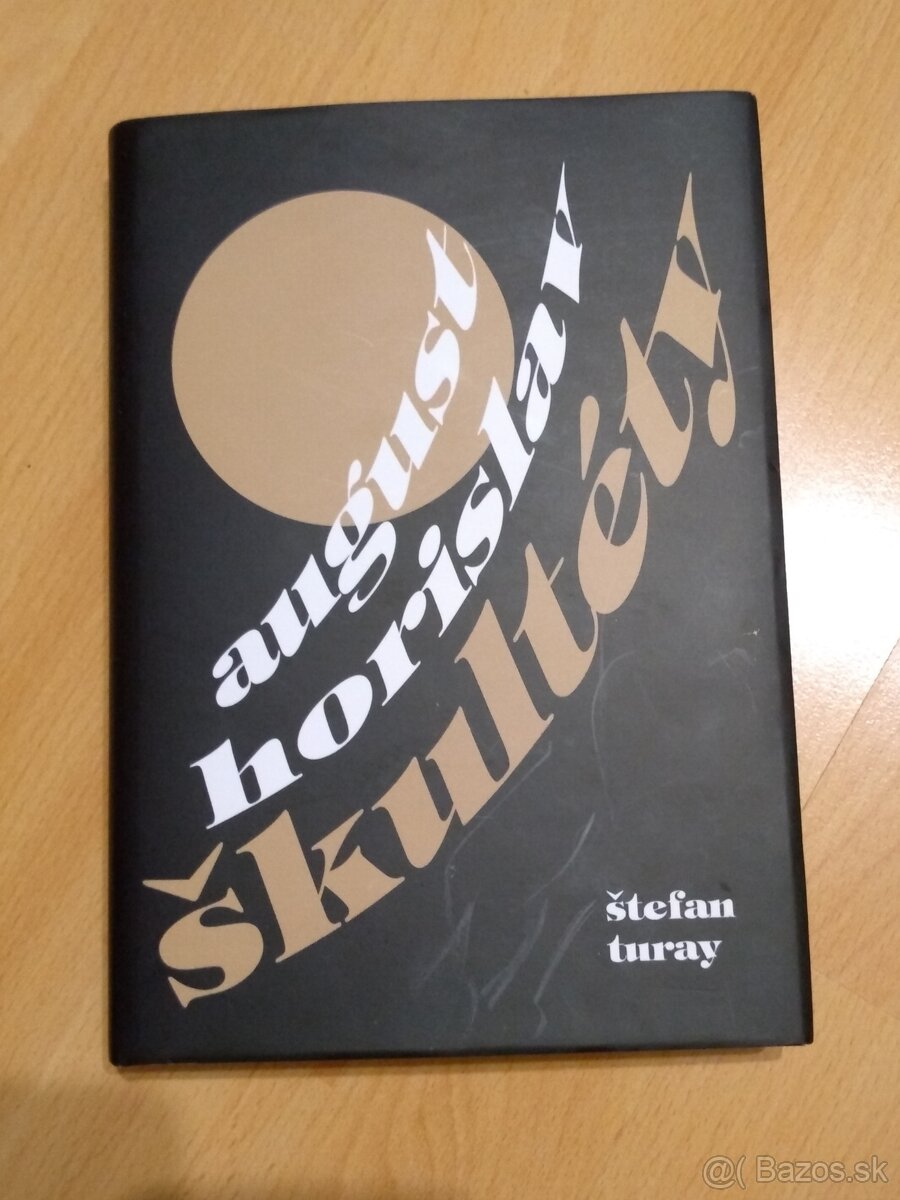 august
horislav
škultéty
štefan
turay
@( Bazos.sk